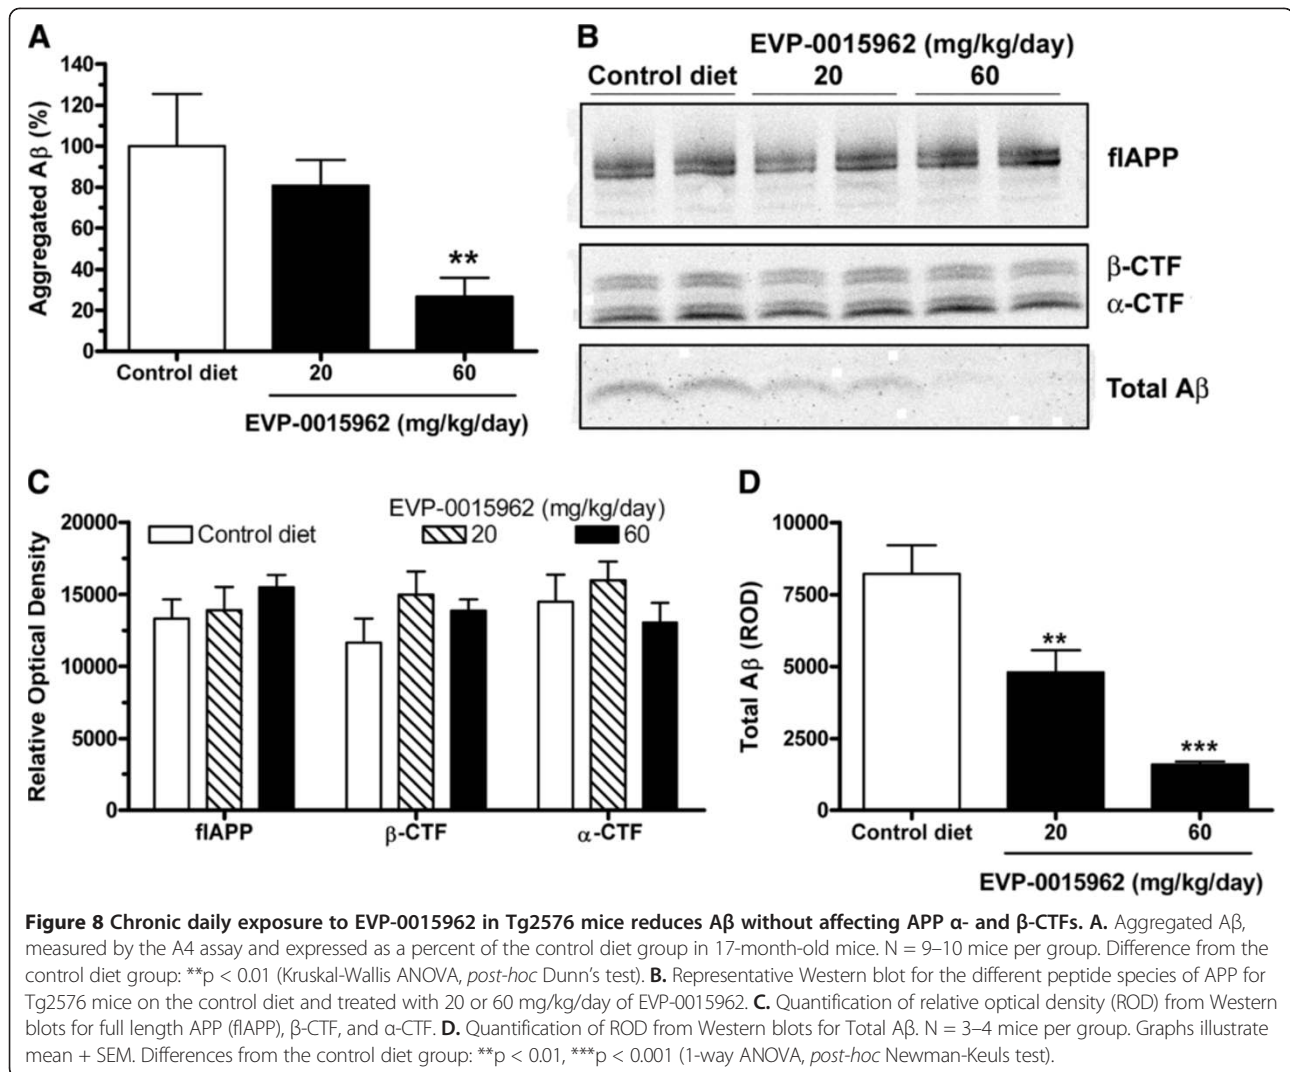 A
Aggregated Aβ (%)
140
120
100
80
60
40
20
0
Control diet
20
60
**
EVP-0015962 (mg/kg/day)
B
EVP-0015962 (mg/kg/day)
Control diet
20
60
flAPP
β-CTF
α-CTF
Total Aβ
C
EVP-0015962 (mg/kg/day)
Control diet
20
60
Relative Optical Density
20000
15000
10000
5000
0
flAPP
β-CTF
α-CTF
D
Total Aβ (ROD)
10000
7500
5000
2500
0
**
***
Control diet
20
60
EVP-0015962 (mg/kg/day)
Figure 8 Chronic daily exposure to EVP-0015962 in Tg2576 mice reduces Aβ without affecting APP α- and β-CTFs. A. Aggregated Aβ,
measured by the A4 assay and expressed as a percent of the control diet group in 17-month-old mice. N = 9–10 mice per group. Difference from the
control diet group: **p < 0.01 (Kruskal-Wallis ANOVA, post-hoc Dunn's test). B. Representative Western blot for the different peptide species of APP for
Tg2576 mice on the control diet and treated with 20 or 60 mg/kg/day of EVP-0015962. C. Quantification of relative optical density (ROD) from Western
blots for full length APP (flAPP), β-CTF, and α-CTF. D. Quantification of ROD from Western blots for Total Aβ. N = 3–4 mice per group. Graphs illustrate
mean + SEM. Differences from the control diet group: **p < 0.01, ***p < 0.001 (1-way ANOVA, post-hoc Newman-Keuls test).